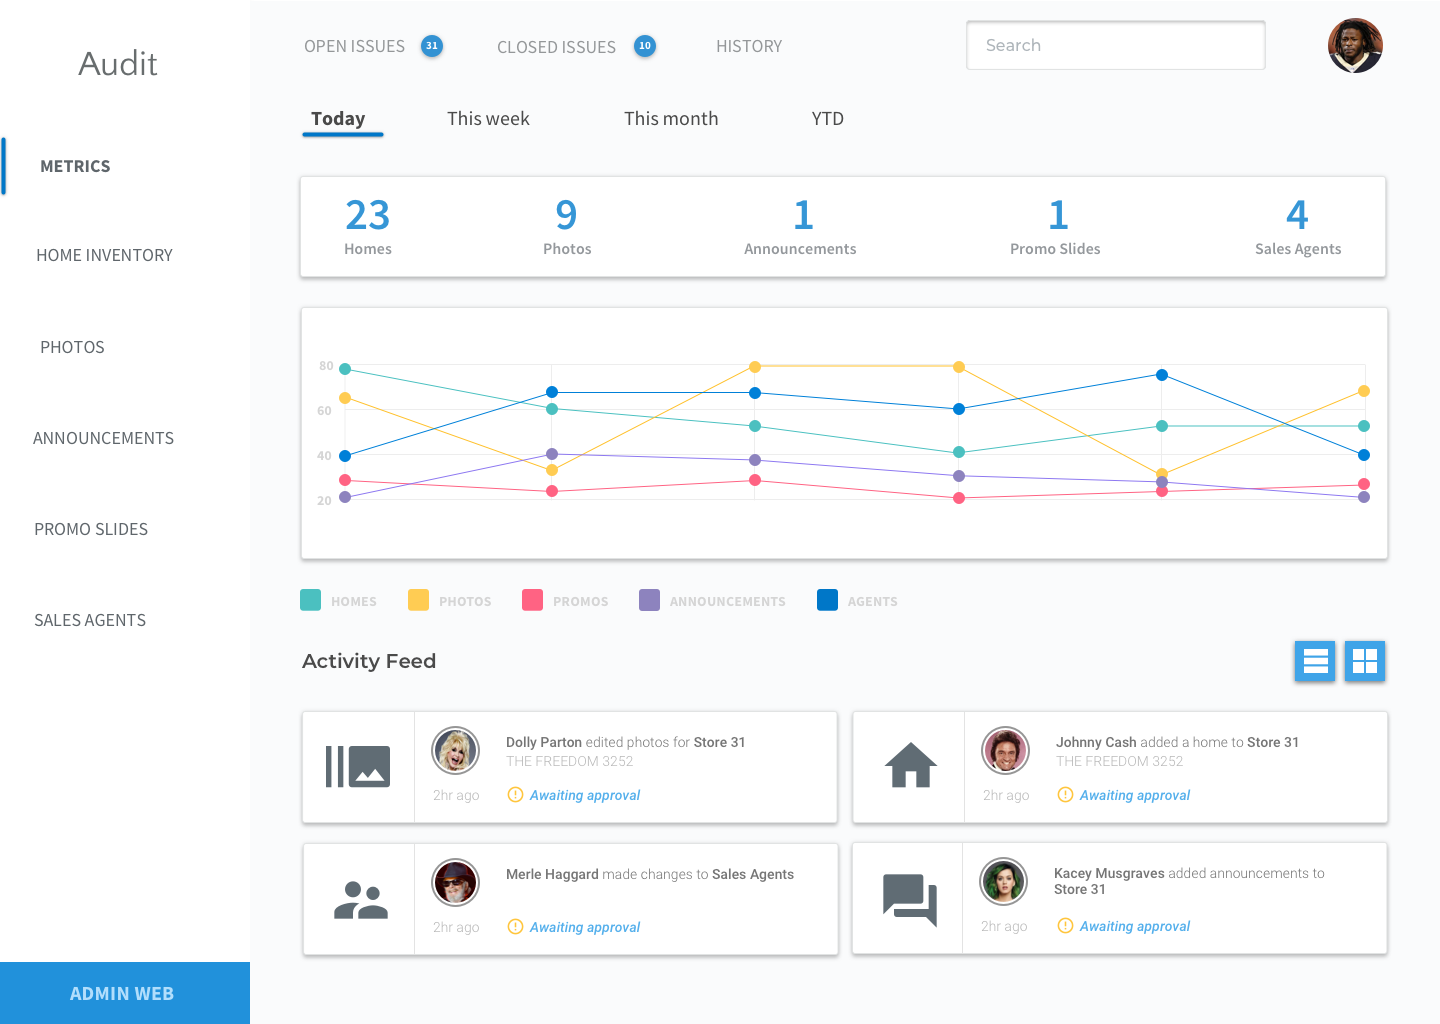 Audit
METRICS
HOME INVENTORY
PHOTOS
ANNOUNCEMENTS
PROMO SLIDES
SALES AGENTS
ADMIN WEB
OPEN ISSUES 31 CLOSED ISSUES 10 HISTORY Search
Today This week This month YTD
23 9 1 1 4
Homes Photos Announcements Promo Slides Sales Agents
80
60
40
20
HOMES PHOTOS PROMOS ANNOUNCEMENTS AGENTS
Activity Feed
Dolly Parton edited photos for Store 31
THE FREEDOM 3252
2hr ago Awaiting approval
Johnny Cash added a home to Store 31
THE FREEDOM 3252
2hr ago Awaiting approval
Merle Haggard made changes to Sales Agents
2hr ago Awaiting approval
Kacey Musgraves added announcements to
Store 31
2hr ago Awaiting approval